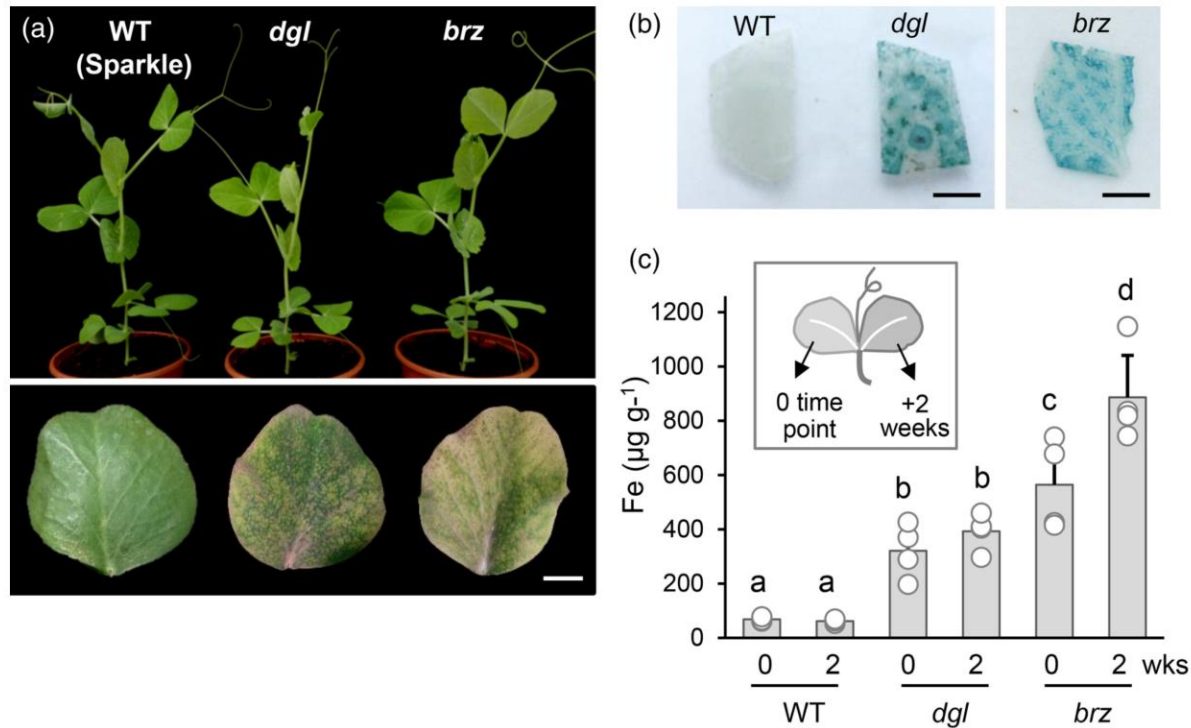 (a)
WT
(Sparkle)
dgl
brz
(b)
WT
dgl
brz
(c)
Fe (µg g-¹)
1200
1000
800
600
400
200
0
0 time
point
+2
weeks
a
a
b
b
c
d
0
2
0
2
0
2
wks
WT
dgl
brz